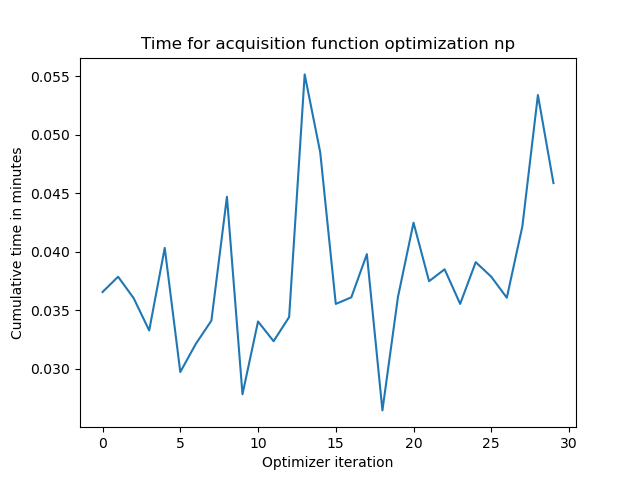 Time for acquisition function optimization np
Cumulative time in minutes
0.055
0.050
0.045
0.040
0.035
0.030
0 5 10 15 20 25 30
Optimizer iteration